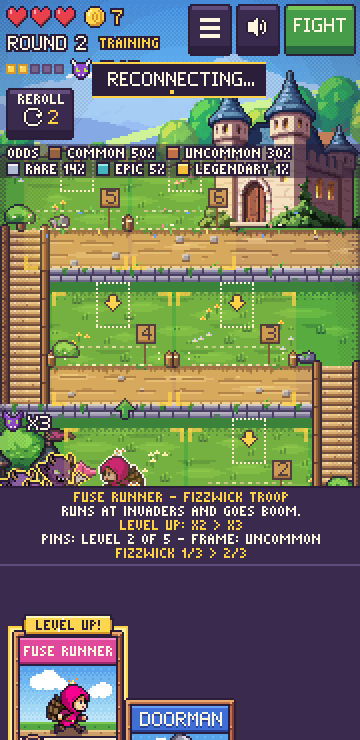 7
FIGHT
ROUND 2 TRAINING
RECONNECTING…
REROLL
2
ODDS COMMON 50% UNCOMMON 30%
RARE 14% EPIC 5% LEGENDARY 1%
5 6
4 3
X3
2
FUSE RUNNER - FIZZWICK TROOP
RUNS AT INVADERS AND GOES BOOM.
LEVEL UP: X2 > X3
PINS: LEVEL 2 OF 5 - FRAME: UNCOMMON
FIZZWICK 1/3 > 2/3
LEVEL UP!
FUSE RUNNER
DOORMAN